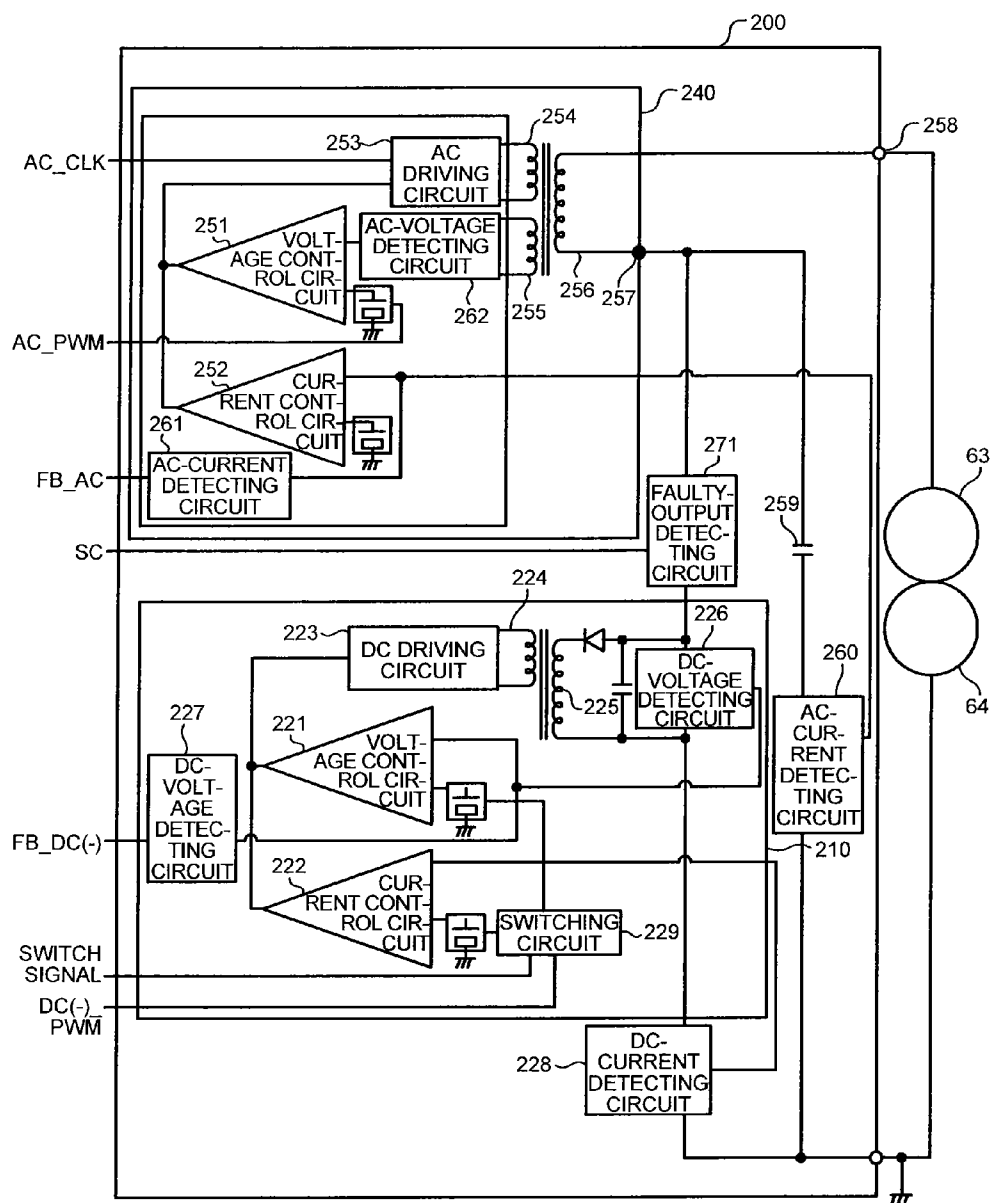 200
240
254
253
258
AC_CLK
AC
DRIVING
CIRCUIT
251
VOLT-
AGE CONT-
ROL CIR-
CUIT
AC-VOLTAGE
DETECTING
CIRCUIT
262
255
256
257
AC_PWM
252
CUR-
RENT CONT-
ROL CIR-
CUIT
261
AC-CURRENT
DETECTING
CIRCUIT
FB_AC
271
FAULTY-
OUTPUT
DETEC-
TING
CIRCUIT
259
63
SC
64
224
223
DC DRIVING
CIRCUIT
225
226
DC-
VOLTAGE
DETECTING
CIRCUIT
260
AC-
CUR-
RENT
DETEC-
TING
CIRCUIT
227
DC-
VOLT-
AGE
DETEC-
TING
CIRCUIT
221
VOLT-
AGE CONT-
ROL CIR-
CUIT
FB_DC(-)
210
222
CUR-
RENT CONT-
ROL CIR-
CUIT
SWITCHING
CIRCUIT
229
SWITCH
SIGNAL
DC(-)_
PWM
228
DC-
CURRENT
DETECTING
CIRCUIT